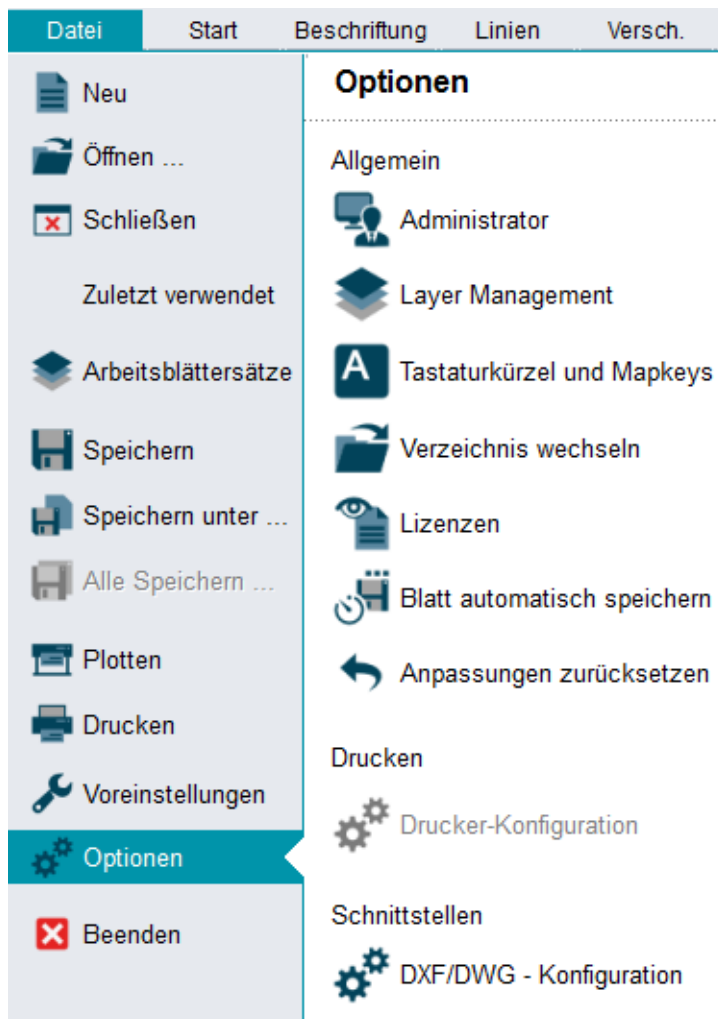 Datei Start Beschriftung Linien Versch.
Neu
Öffnen ...
Schließen
Zuletzt verwendet
Arbeitsblättersätze
Speichern
Speichern unter ...
Alle Speichern ...
Plotten
Drucken
Voreinstellungen
Optionen
Beenden
Optionen
Allgemein
Administrator
Layer Management
A
Tastaturkürzel und Mapkeys
Verzeichnis wechseln
Lizenzen
Blatt automatisch speichern
Anpassungen zurücksetzen
Drucken
Drucker-Konfiguration
Schnittstellen
DXF/DWG - Konfiguration